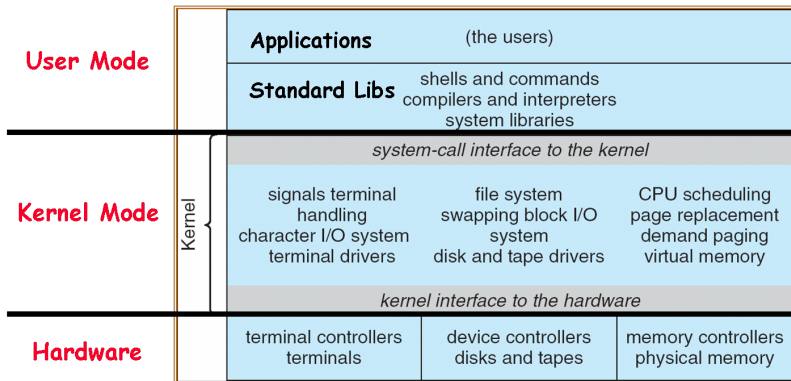 User Mode
Applications
(the users)
Standard Libs
shells and commands
compilers and interpreters
system libraries
Kernel Mode
Kernel
system-call interface to the kernel
signals terminal
handling
character I/O system
terminal drivers
file system
swapping block I/O
system
disk and tape drivers
CPU scheduling
page replacement
demand paging
virtual memory
kernel interface to the hardware
Hardware
terminal controllers
terminals
device controllers
disks and tapes
memory controllers
physical memory